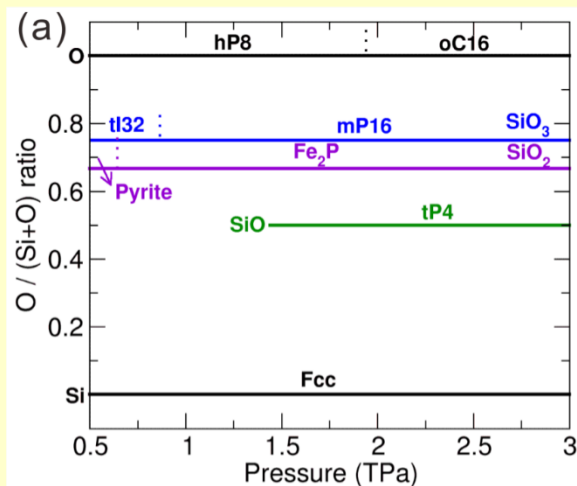 (a)
hP8 oC16
O
tI32 mP16 SiO₃
0.8
Fe₂P SiO₂
Pyrite
0.6
SiO tP4
0.4
0.2
Fcc
Si
O / (Si+O) ratio
0.5 1 1.5 2 2.5 3
Pressure (TPa)